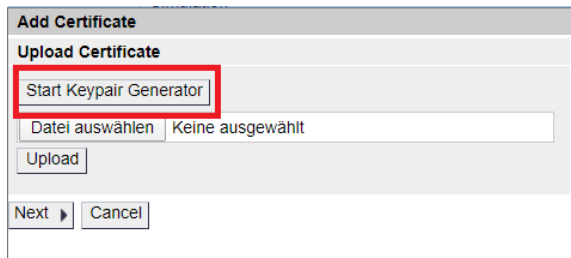 Add Certificate
Upload Certificate
Start Keypair Generator
Datei auswählen Keine ausgewählt
Upload
Next Cancel